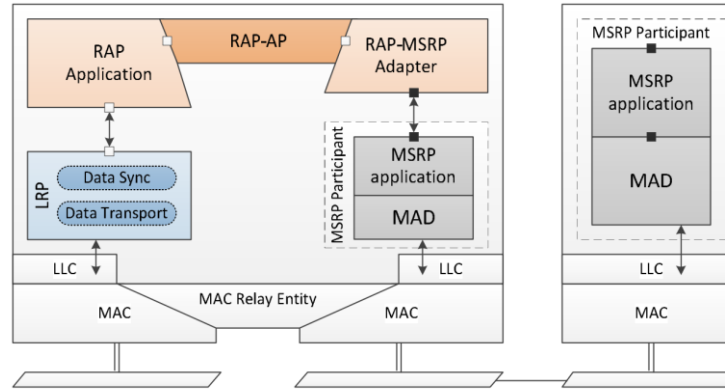 RAP
Application
RAP-AP
RAP-MSRP
Adapter
LRP
Data Sync
Data Transport
MSRP Participant
MSRP
application
MAD
LLC
MAC Relay Entity
LLC
MAC
MAC
MSRP Participant
MSRP
application
MAD
LLC
MAC